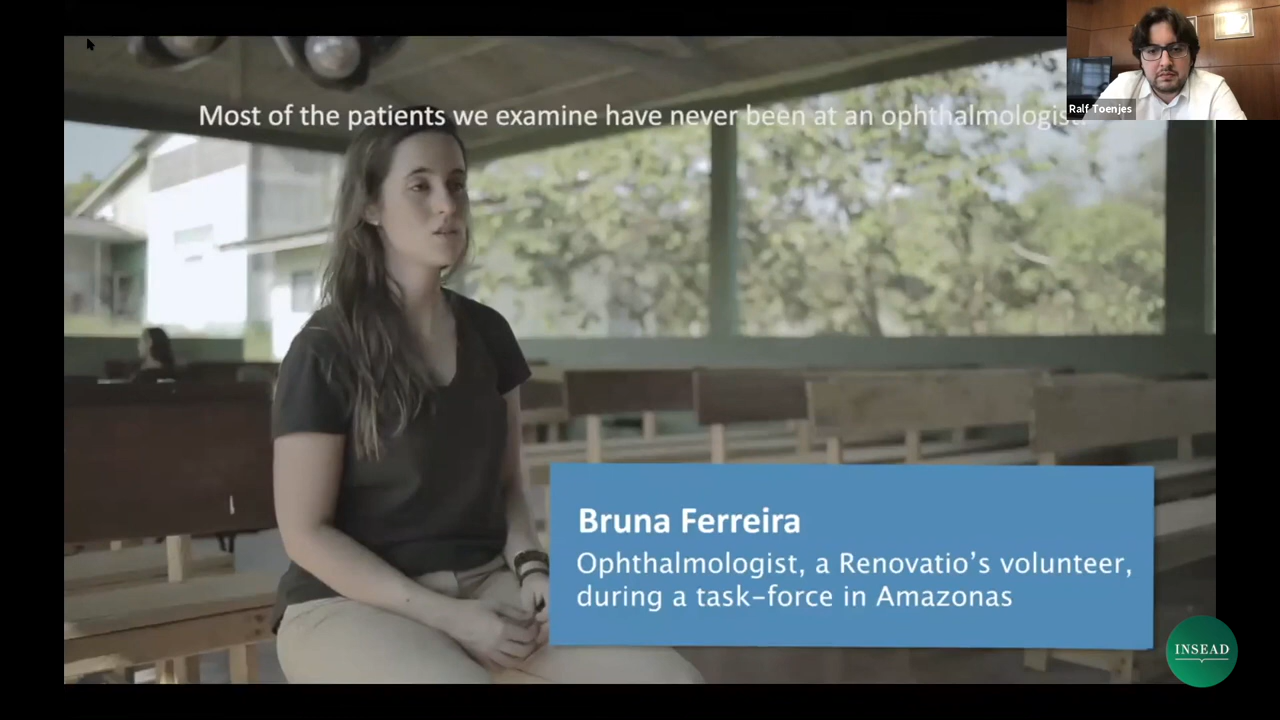 Most of the patients we examine have never been at an ophthalmologist.
Ralf Toenjes
Bruna Ferreira
Ophthalmologist, a Renovatio's volunteer,
during a task-force in Amazonas
INSEAD